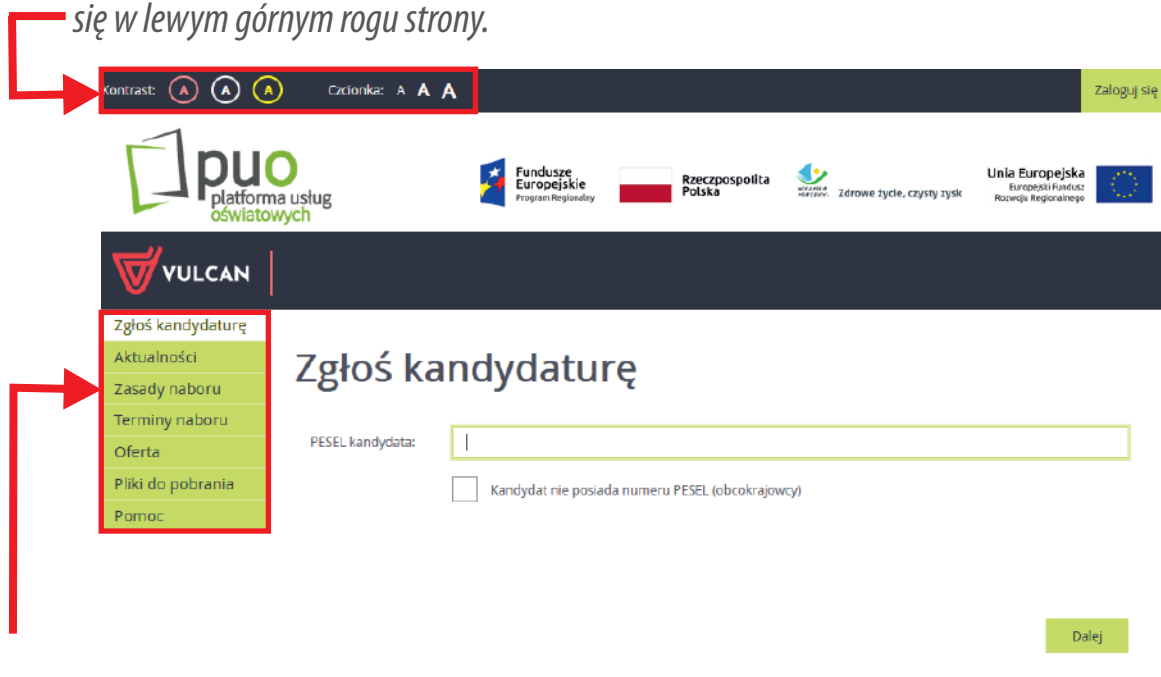 się w lewym górnym rogu strony.
Kontrast: A A A Czcionka: A A A
Zaloguj się
puo
platforma usług
oświatowych
Fundusze
Europejskie
Program Regionalny
Rzeczpospolita
Polska
Zdrowe życie, czysty zysk
Unia Europejska
Europejski Fundusz
Rozwoju Regionalnego
VULCAN
Zgłoś kandydaturę
Aktualności
Zasady naboru
Terminy naboru
Oferta
Pliki do pobrania
Pomoc
Zgłoś kandydaturę
PESEL kandydata:
Kandydat nie posiada numeru PESEL (obcokrajowcy)
Dalej